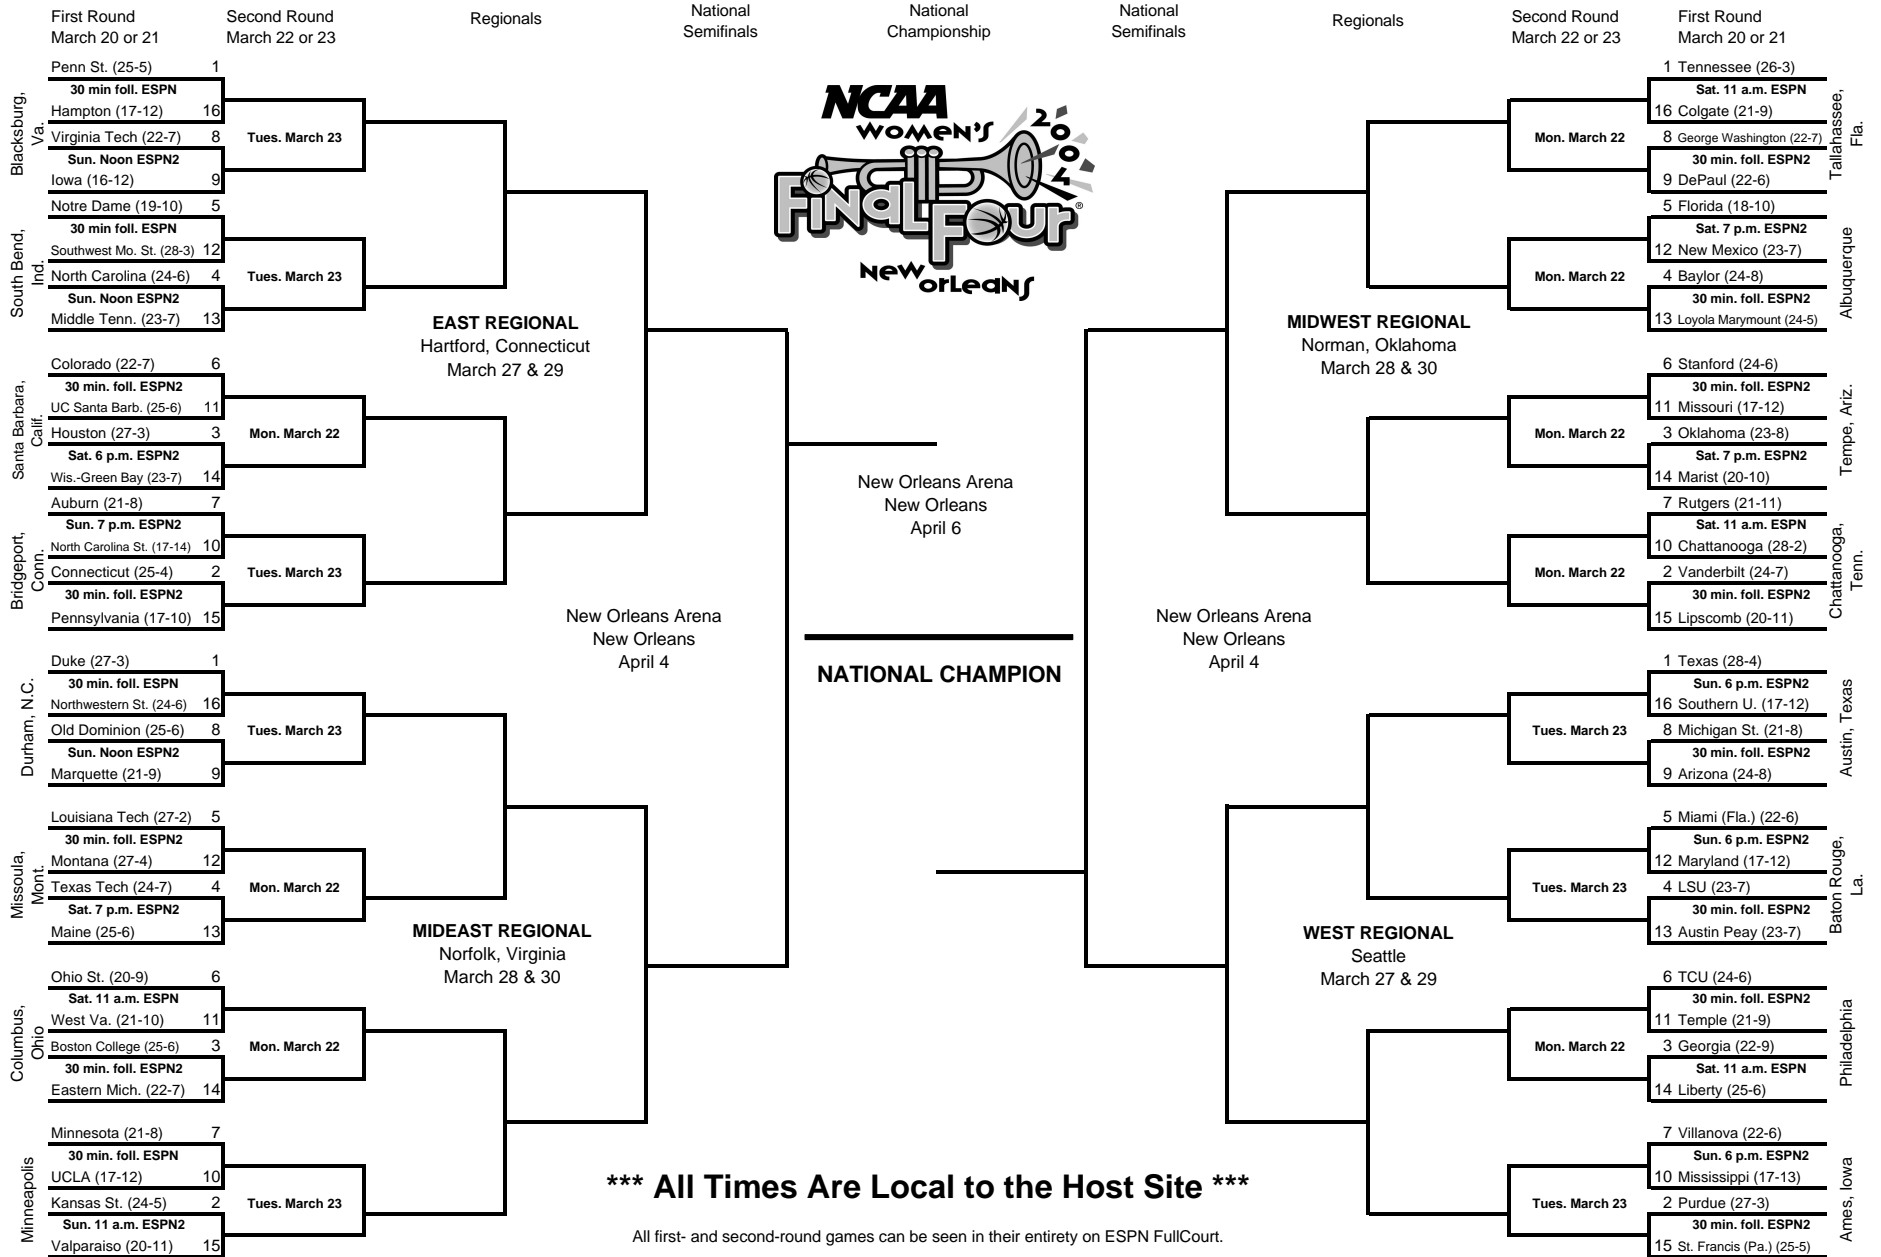 First Round
March 20 or 21
Second Round
March 22 or 23
Regionals
National
Semifinals
National
Championship
National
Semifinals
Regionals
Second Round
March 22 or 23
First Round
March 20 or 21
NCAA
WOMEN'S
2004
FINAL FOUR®
NEW ORLEANS
Blacksburg,
Va.
Penn St. (25-5) 1
30 min foll. ESPN
Hampton (17-12) 16
Virginia Tech (22-7) 8
Sun. Noon ESPN2
Iowa (16-12) 9
Tues. March 23
South Bend,
Ind.
Notre Dame (19-10) 5
30 min foll. ESPN
Southwest Mo. St. (28-3) 12
North Carolina (24-6) 4
Sun. Noon ESPN2
Middle Tenn. (23-7) 13
Tues. March 23
EAST REGIONAL
Hartford, Connecticut
March 27 & 29
Santa Barbara,
Calif.
Colorado (22-7) 6
30 min. foll. ESPN2
UC Santa Barb. (25-6) 11
Houston (27-3) 3
Sat. 6 p.m. ESPN2
Wis.-Green Bay (23-7) 14
Mon. March 22
Bridgeport,
Conn.
Auburn (21-8) 7
Sun. 7 p.m. ESPN2
North Carolina St. (17-14) 10
Connecticut (25-4) 2
30 min. foll. ESPN2
Pennsylvania (17-10) 15
Tues. March 23
New Orleans Arena
New Orleans
April 4
Durham, N.C.
Duke (27-3) 1
30 min. foll. ESPN
Northwestern St. (24-6) 16
Old Dominion (25-6) 8
Sun. Noon ESPN2
Marquette (21-9) 9
Tues. March 23
Missoula,
Mont.
Louisiana Tech (27-2) 5
30 min. foll. ESPN2
Montana (27-4) 12
Texas Tech (24-7) 4
Sat. 7 p.m. ESPN2
Maine (25-6) 13
Mon. March 22
MIDEAST REGIONAL
Norfolk, Virginia
March 28 & 30
Columbus,
Ohio
Ohio St. (20-9) 6
Sat. 11 a.m. ESPN
West Va. (21-10) 11
Boston College (25-6) 3
30 min. foll. ESPN2
Eastern Mich. (22-7) 14
Mon. March 22
Minneapolis
Minnesota (21-8) 7
30 min. foll. ESPN
UCLA (17-12) 10
Kansas St. (24-5) 2
Sun. 11 a.m. ESPN2
Valparaiso (20-11) 15
Tues. March 23
New Orleans Arena
New Orleans
April 6
NATIONAL CHAMPION
1 Tennessee (26-3)
Sat. 11 a.m. ESPN
16 Colgate (21-9)
8 George Washington (22-7)
30 min. foll. ESPN2
9 DePaul (22-6)
Mon. March 22
Tallahassee,
Fla.
5 Florida (18-10)
Sat. 7 p.m. ESPN2
12 New Mexico (23-7)
4 Baylor (24-8)
30 min. foll. ESPN2
13 Loyola Marymount (24-5)
Mon. March 22
Albuquerque
MIDWEST REGIONAL
Norman, Oklahoma
March 28 & 30
6 Stanford (24-6)
30 min. foll. ESPN2
11 Missouri (17-12)
3 Oklahoma (23-8)
Sat. 7 p.m. ESPN2
14 Marist (20-10)
Mon. March 22
Tempe, Ariz.
7 Rutgers (21-11)
Sat. 11 a.m. ESPN
10 Chattanooga (28-2)
2 Vanderbilt (24-7)
30 min. foll. ESPN2
15 Lipscomb (20-11)
Mon. March 22
Chattanooga,
Tenn.
New Orleans Arena
New Orleans
April 4
1 Texas (28-4)
Sun. 6 p.m. ESPN2
16 Southern U. (17-12)
8 Michigan St. (21-8)
30 min. foll. ESPN2
9 Arizona (24-8)
Tues. March 23
Austin, Texas
5 Miami (Fla.) (22-6)
Sun. 6 p.m. ESPN2
12 Maryland (17-12)
4 LSU (23-7)
30 min. foll. ESPN2
13 Austin Peay (23-7)
Tues. March 23
Baton Rouge,
La.
WEST REGIONAL
Seattle
March 27 & 29
6 TCU (24-6)
30 min. foll. ESPN2
11 Temple (21-9)
3 Georgia (22-9)
Sat. 11 a.m. ESPN
14 Liberty (25-6)
Mon. March 22
Philadelphia
7 Villanova (22-6)
Sun. 6 p.m. ESPN2
10 Mississippi (17-13)
2 Purdue (27-3)
30 min. foll. ESPN2
15 St. Francis (Pa.) (25-5)
Tues. March 23
Ames, Iowa
*** All Times Are Local to the Host Site ***
All first- and second-round games can be seen in their entirety on ESPN FullCourt.